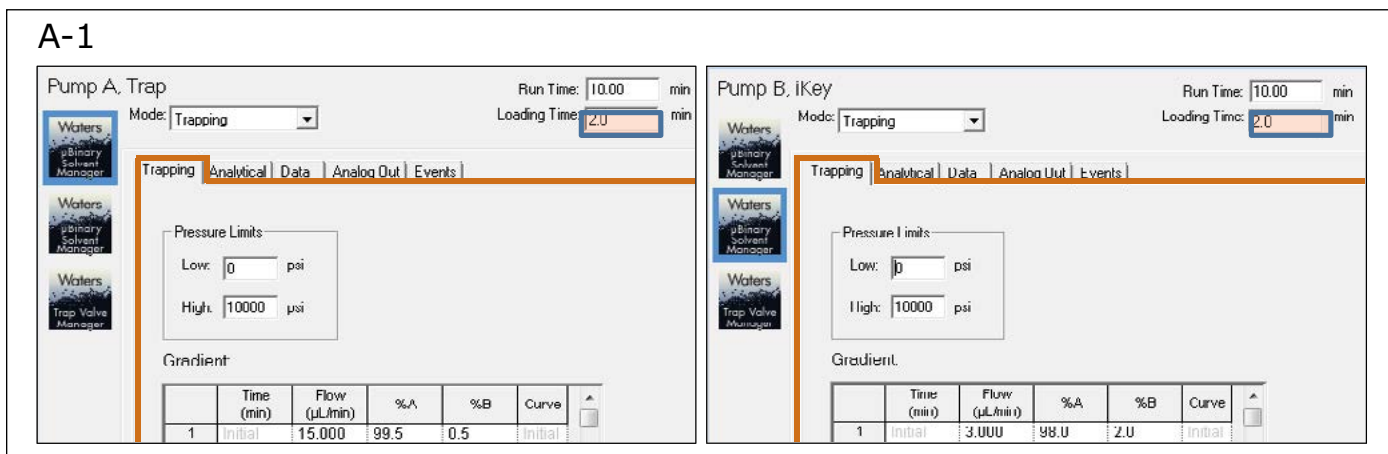 A-1
Pump A, Trap
Run Time: 10.00 min
Mode: Trapping
Loading Time: 2.0 min
Waters
µBinary
Solvent
Manager
Trapping Analytical Data Analog Out Events
Waters
µBinary
Solvent
Manager
Pressure Limits
Low: 0 psi
Waters
Trap Valve
Manager
High: 10000 psi
Gradient:
Time (min) Flow (µL/min) %A %B Curve
1 Initial 15.000 99.5 0.5 Initial
Pump B, iKey
Run Time: 10.00 min
Mode: Trapping
Loading Time: 2.0 min
Waters
µBinary
Solvent
Manager
Trapping Analytical Data Analog Out Events
Waters
µBinary
Solvent
Manager
Pressure Limits
Low: 0 psi
Waters
Trap Valve
Manager
High: 10000 psi
Gradient:
Time (min) Flow (µL/min) %A %B Curve
1 Initial 3.000 98.0 2.0 Initial